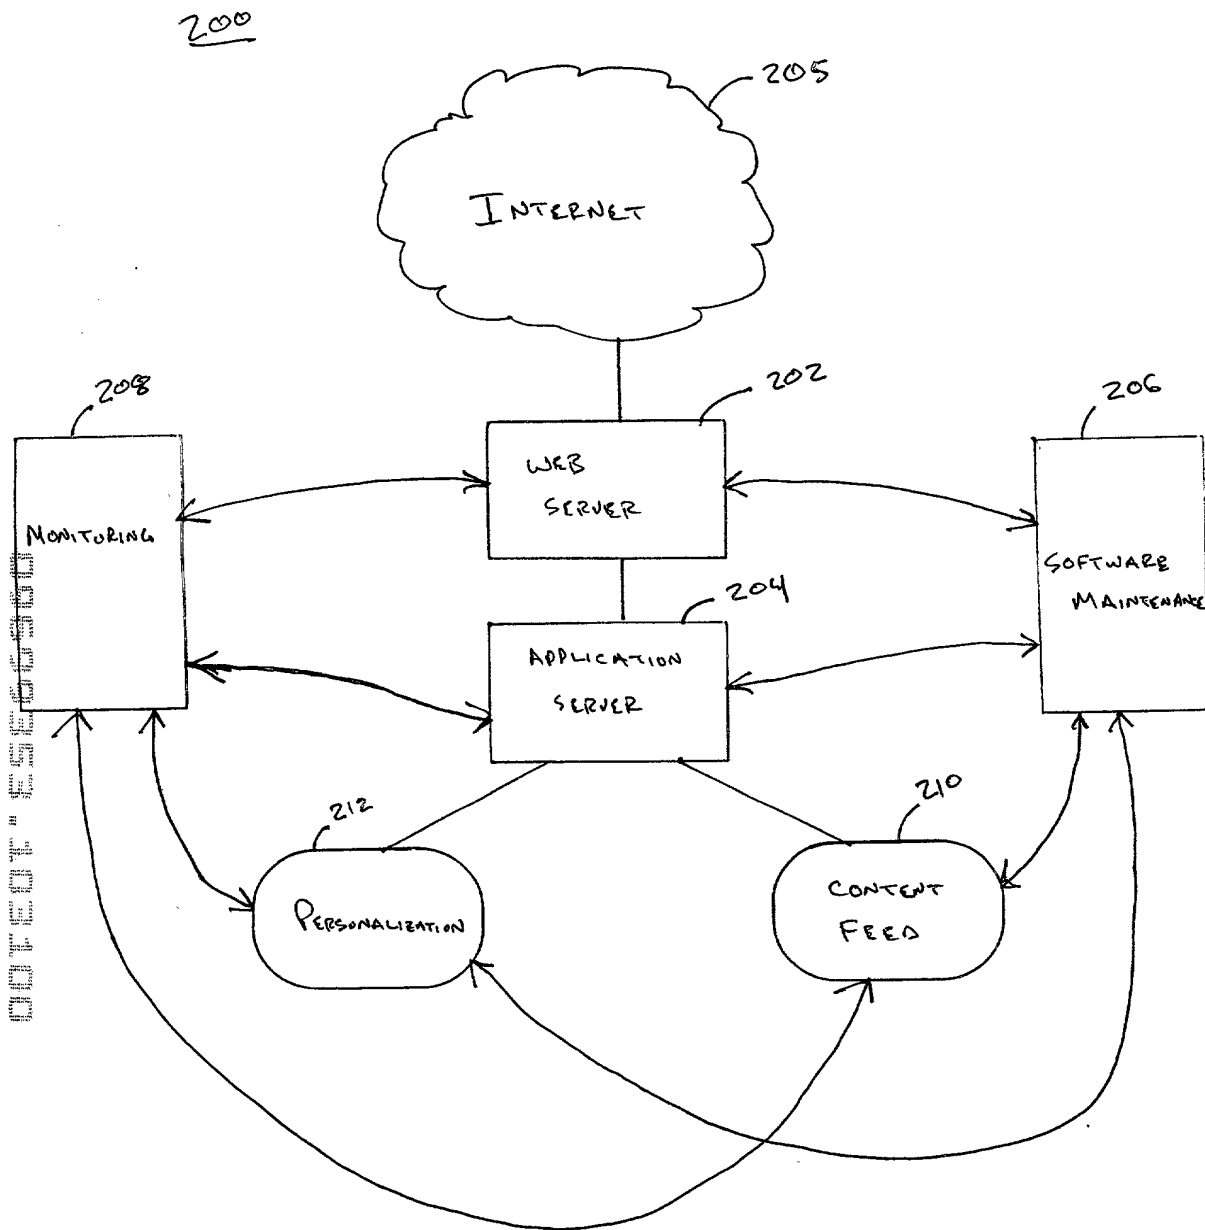 200
205
INTERNET
208
202
206
WEB
SERVER
MONITORING
SOFTWARE
MAINTENANCE
204
APPLICATION
SERVER
212
210
PERSONALIZATION
CONTENT
FEED